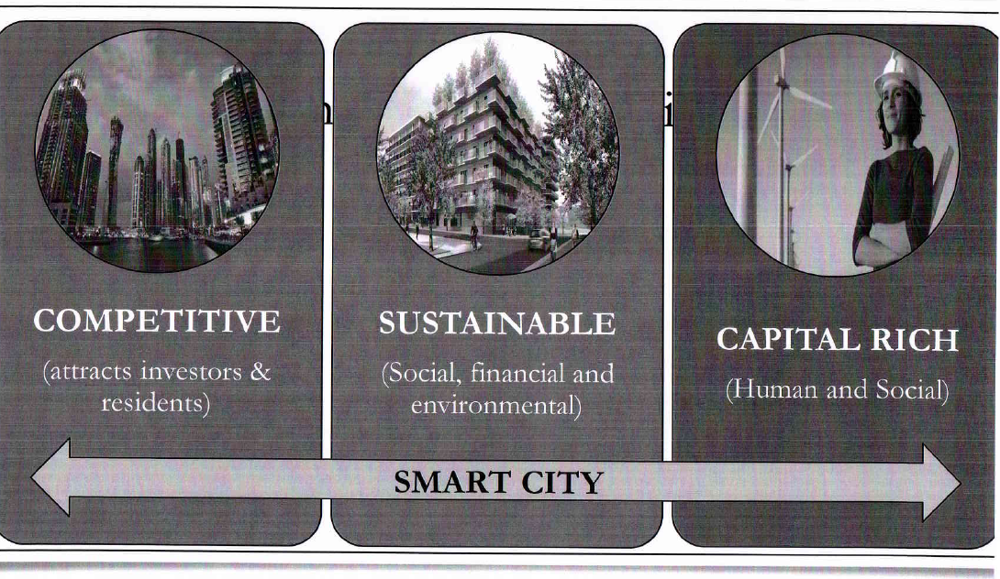 COMPETITIVE
(attracts investors &
residents)
SUSTAINABLE
(Social, financial and
environmental)
CAPITAL RICH
(Human and Social)
SMART CITY